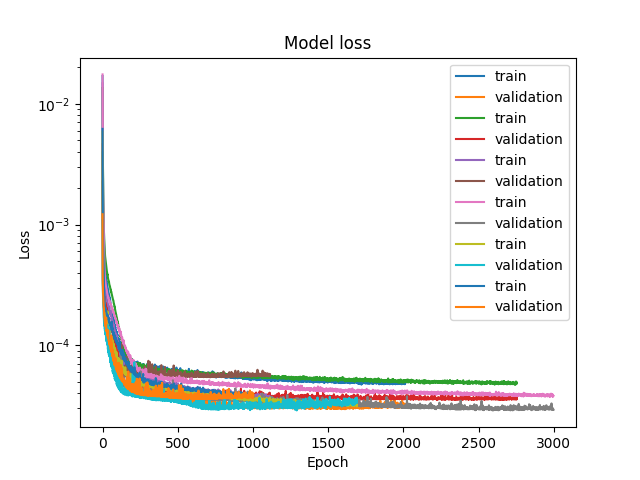 Model loss
train
validation
train
validation
train
validation
train
validation
train
validation
train
validation
Loss
10⁻²
10⁻³
10⁻⁴
0 500 1000 1500 2000 2500 3000
Epoch